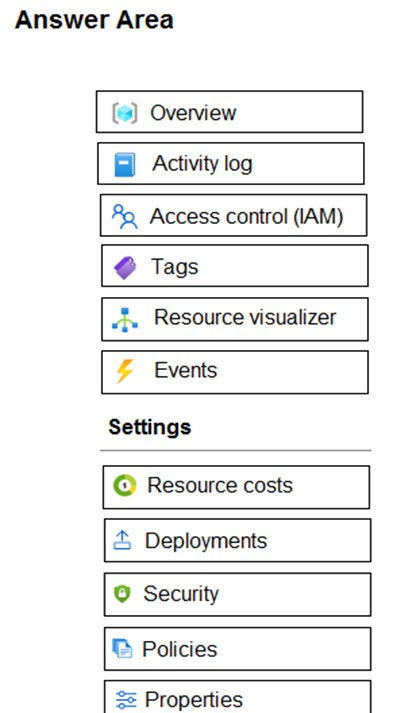 Answer Area
Overview
Activity log
Access control (IAM)
Tags
Resource visualizer
Events
Settings
Resource costs
Deployments
Security
Policies
Properties